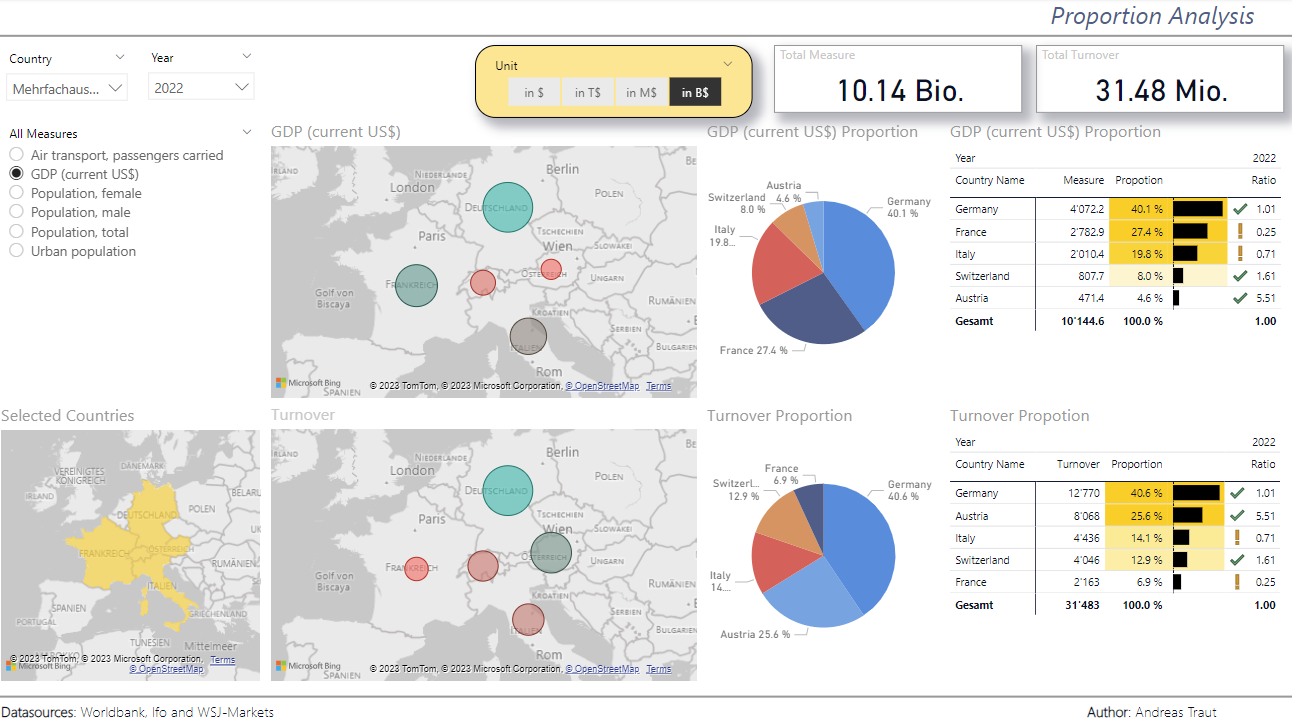 Proportion Analysis
Country
Year
Mehrfachaus...
2022
Unit
in $
in T$
in M$
in B$
Total Measure
10.14 Bio.
Total Turnover
31.48 Mio.
All Measures
Air transport, passengers carried
GDP (current US$)
Population, female
Population, male
Population, total
Urban population
GDP (current US$)
IRLAND
NIEDERLANDE
London
Berlin
POLEN
DEUTSCHLAND
Paris
TSCHECHIEN
Wien
SLOWAKEI
FRANKREICH
ÖSTERREICH
UNGARN
Golf von
Biscaya
RUMÄNIEN
KROATIEN
SERBIEN
ITALIEN
BULGARIEN
Rom
SPANIEN
Microsoft Bing
© 2023 TomTom, © 2023 Microsoft Corporation, © OpenStreetMap Terms
GDP (current US$) Proportion
Austria
4.6 %
Switzerland
8.0 %
Italy
19.8...
Germany
40.1 %
France 27.4 %
GDP (current US$) Proportion
Year 2022
Country Name Measure Propotion Ratio
Germany 4'072.2 40.1 % 1.01
France 2'782.9 27.4 % 0.25
Italy 2'010.4 19.8 % 0.71
Switzerland 807.7 8.0 % 1.61
Austria 471.4 4.6 % 5.51
Gesamt 10'144.6 100.0 % 1.00
Selected Countries
VEREINIGTES
KÖNIGREICH
DÄNEMARK
IRLAND
BELARU
POLEN
DEUTSCHLAND
UK
FRANKREICH
ÖSTERREICH
RUMÄNIEN
ITALIEN
SPANIEN
PORTUGAL
GRIECHENLAND
TUNESIEN
Mittelmeer
© 2023 TomTom, © 2023 Microsoft Corporation, Terms
Microsoft Bing
© OpenStreetMap
Turnover
IRLAND
NIEDERLANDE
London
Berlin
POLEN
DEUTSCHLAND
Paris
TSCHECHIEN
Wien
SLOWAKEI
FRANKREICH
ÖSTERREICH
UNGARN
Golf von
Biscaya
RUMÄNIEN
KROATIEN
SERBIEN
ITALIEN
BULGARIEN
Rom
SPANIEN
Microsoft Bing
© 2023 TomTom, © 2023 Microsoft Corporation, © OpenStreetMap Terms
Turnover Proportion
France
6.9 %
Switzerl...
12.9 %
Germany
40.6 %
Italy
14....
Austria 25.6 %
Turnover Propotion
Year 2022
Country Name Turnover Proportion Ratio
Germany 12'770 40.6 % 1.01
Austria 8'068 25.6 % 5.51
Italy 4'436 14.1 % 0.71
Switzerland 4'046 12.9 % 1.61
France 2'163 6.9 % 0.25
Gesamt 31'483 100.0 % 1.00
Datasources: Worldbank, Ifo and WSJ-Markets
Author: Andreas Traut